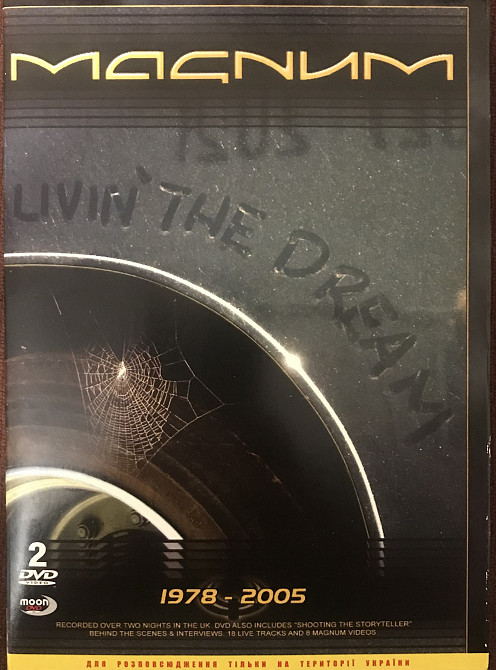 MAGNUM
LIVIN' THE DREAM
2
DVD
VIDEO
moon
DVD
1978 - 2005
RECORDED OVER TWO NIGHTS IN THE UK. DVD ALSO INCLUDES "SHOOTING THE STORYTELLER"
BEHIND THE SCENES & INTERVIEWS. 18 LIVE TRACKS AND 8 MAGNUM VIDEOS.
ДЛЯ РОЗПОВСЮДЖЕННЯ ТІЛЬКИ НА ТЕРИТОРІЇ УКРАЇНИ